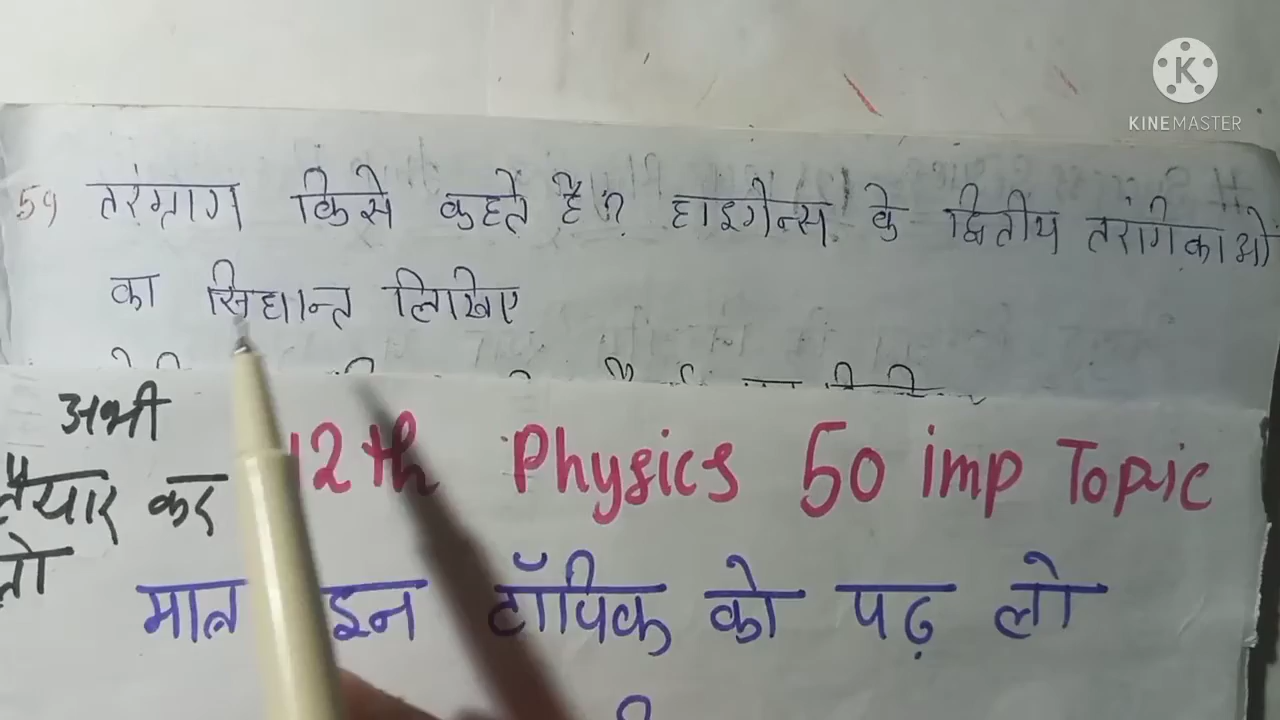 KINEMASTER
59 तरंगाग्र किसे कहते हैं? हाइगेन्स के द्वितीय तरंगिकाओं
का सिधान्त लिखिए
अभी
तैयार कर
लो
12th Physics 50 imp Topic
मात्र इन टॉपिक को पढ़ लो